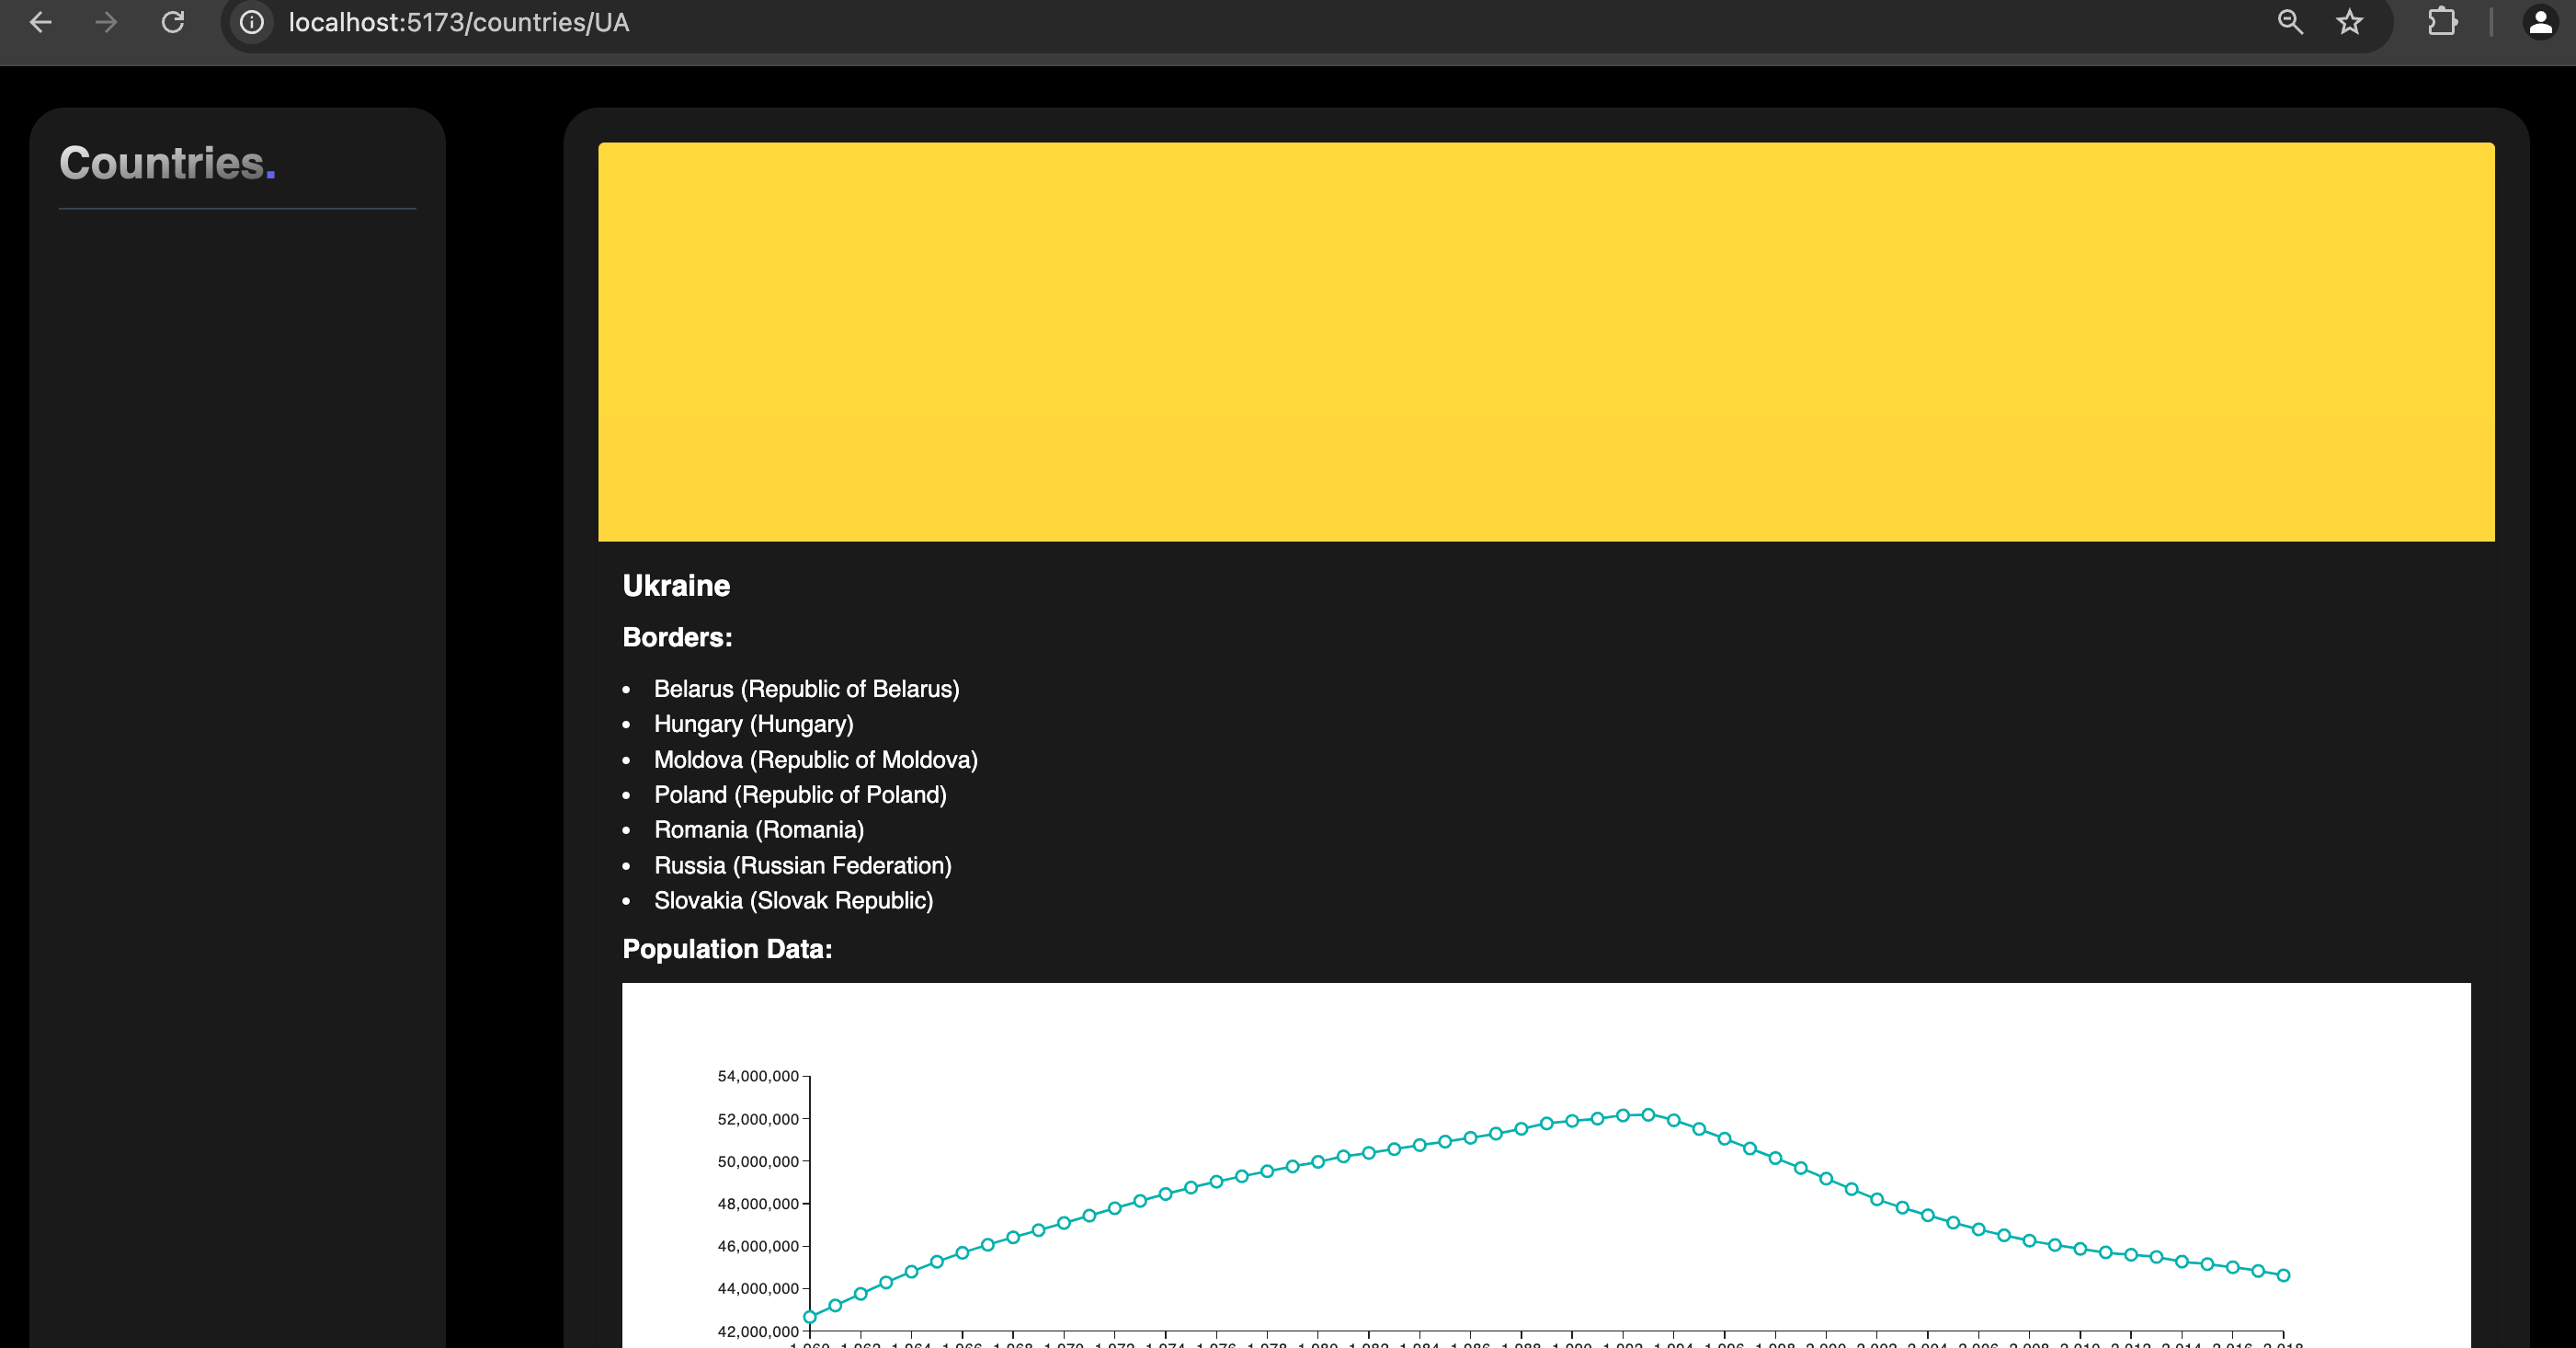 localhost:5173/countries/UA
Countries.
Ukraine
Borders:
• Belarus (Republic of Belarus)
• Hungary (Hungary)
• Moldova (Republic of Moldova)
• Poland (Republic of Poland)
• Romania (Romania)
• Russia (Russian Federation)
• Slovakia (Slovak Republic)
Population Data:
54,000,000
52,000,000
50,000,000
48,000,000
46,000,000
44,000,000
42,000,000